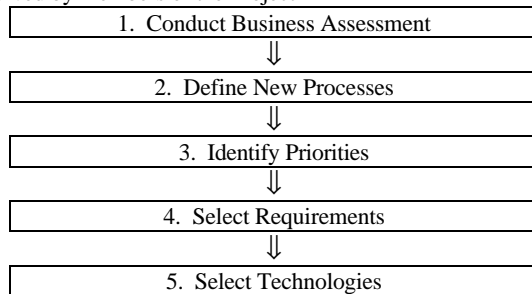 1. Conduct Business Assessment
⇓
2. Define New Processes
⇓
3. Identify Priorities
⇓
4. Select Requirements
⇓
5. Select Technologies